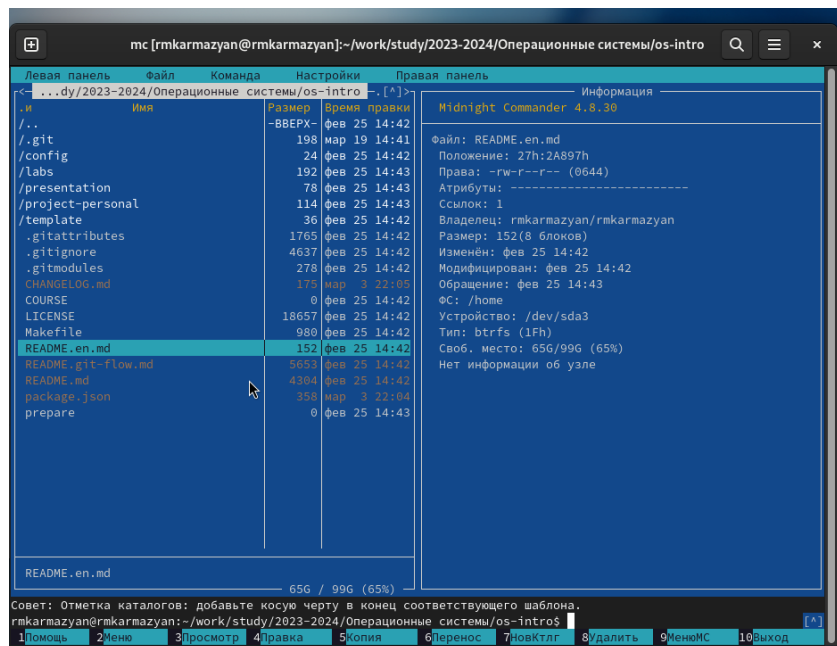 mc [rmkarmazyan@rmkarmazyan]:~/work/study/2023-2024/Операционные системы/os-intro
Левая панель Файл Команда Настройки Правая панель
<— ...dy/2023-2024/Операционные системы/os-intro —.[^]>
.и Имя Размер Время правки
/.. -ВВЕРХ- фев 25 14:42
/.git 198 мар 19 14:41
/config 24 фев 25 14:42
/labs 192 фев 25 14:43
/presentation 78 фев 25 14:43
/project-personal 114 фев 25 14:43
/template 36 фев 25 14:42
.gitattributes 1765 фев 25 14:42
.gitignore 4637 фев 25 14:42
.gitmodules 278 фев 25 14:42
CHANGELOG.md 175 мар 3 22:05
COURSE 0 фев 25 14:42
LICENSE 18657 фев 25 14:42
Makefile 980 фев 25 14:42
README.en.md 152 фев 25 14:42
README.git-flow.md 5653 фев 25 14:42
README.md 4304 фев 25 14:42
package.json 358 мар 3 22:04
prepare 0 фев 25 14:43
README.en.md
65G / 99G (65%)
Информация
Midnight Commander 4.8.30
Файл: README.en.md
Положение: 27h:2A897h
Права: -rw-r--r-- (0644)
Атрибуты: --------------------------
Ссылок: 1
Владелец: rmkarmazyan/rmkarmazyan
Размер: 152(8 блоков)
Изменён: фев 25 14:42
Модифицирован: фев 25 14:42
Обращение: фев 25 14:43
ФС: /home
Устройство: /dev/sda3
Тип: btrfs (1Fh)
Своб. место: 65G/99G (65%)
Нет информации об узле
Совет: Отметка каталогов: добавьте косую черту в конец соответствующего шаблона.
rmkarmazyan@rmkarmazyan:~/work/study/2023-2024/Операционные системы/os-intro$ [^]
1Помощь 2Меню 3Просмотр 4Правка 5Копия 6Перенос 7НовКтлг 8Удалить 9МенюМС 10Выход